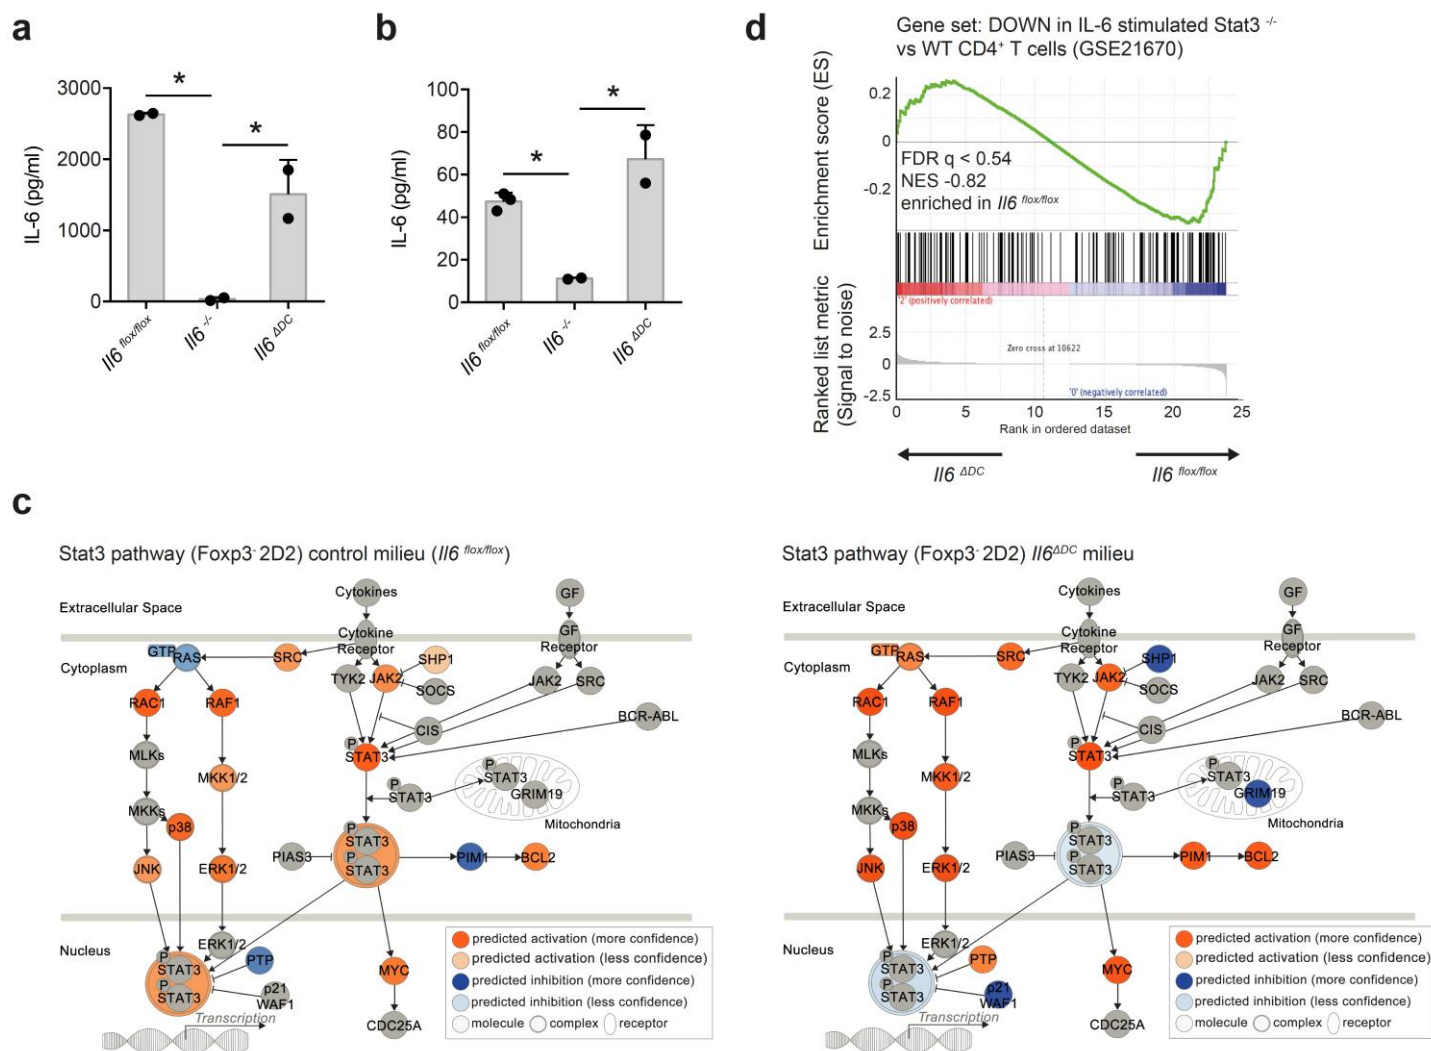 a
IL-6 (pg/ml)
3000
2000
1000
0
*
*
Il6 flox/flox
Il6 -/-
Il6 ΔDC
b
IL-6 (pg/ml)
100
80
60
40
20
0
*
*
Il6 flox/flox
Il6 -/-
Il6 ΔDC
d
Gene set: DOWN in IL-6 stimulated Stat3 -/-
vs WT CD4+ T cells (GSE21670)
Enrichment score (ES)
0.2
0
-0.2
FDR q < 0.54
NES -0.82
enriched in Il6 flox/flox
Ranked list metric
(Signal to noise)
'2' (positively correlated)
2.5
0
-2.5
Zero cross at 10622
'0' (negatively correlated)
0 5 10 15 20 25
Rank in ordered dataset
Il6 ΔDC
Il6 flox/flox
c
Stat3 pathway (Foxp3- 2D2) control milieu (Il6 flox/flox)
Extracellular Space
Cytokines
GF
Cytokine
Receptor
GF
Receptor
Cytoplasm
GTP
RAS
SRC
SHP1
TYK2
JAK2
SOCS
JAK2
SRC
RAC1
RAF1
CIS
BCR-ABL
MLKs
P
STAT3
MKK1/2
P
STAT3
P
STAT3
GRIM19
Mitochondria
MKKs
p38
P
STAT3
P
STAT3
PIAS3
PIM1
BCL2
JNK
ERK1/2
Nucleus
ERK1/2
P
STAT3
P
STAT3
PTP
p21
WAF1
Transcription
MYC
CDC25A
predicted activation (more confidence)
predicted activation (less confidence)
predicted inhibition (more confidence)
predicted inhibition (less confidence)
molecule complex receptor
Stat3 pathway (Foxp3- 2D2) Il6ΔDC milieu
Extracellular Space
Cytokines
GF
Cytokine
Receptor
GF
Receptor
Cytoplasm
GTP
RAS
SRC
SHP1
TYK2
JAK2
SOCS
JAK2
SRC
RAC1
RAF1
CIS
BCR-ABL
MLKs
P
STAT3
MKK1/2
P
STAT3
P
STAT3
GRIM19
Mitochondria
MKKs
p38
P
STAT3
P
STAT3
PIAS3
PIM1
BCL2
JNK
ERK1/2
Nucleus
ERK1/2
P
STAT3
P
STAT3
PTP
p21
WAF1
Transcription
MYC
CDC25A
predicted activation (more confidence)
predicted activation (less confidence)
predicted inhibition (more confidence)
predicted inhibition (less confidence)
molecule complex receptor